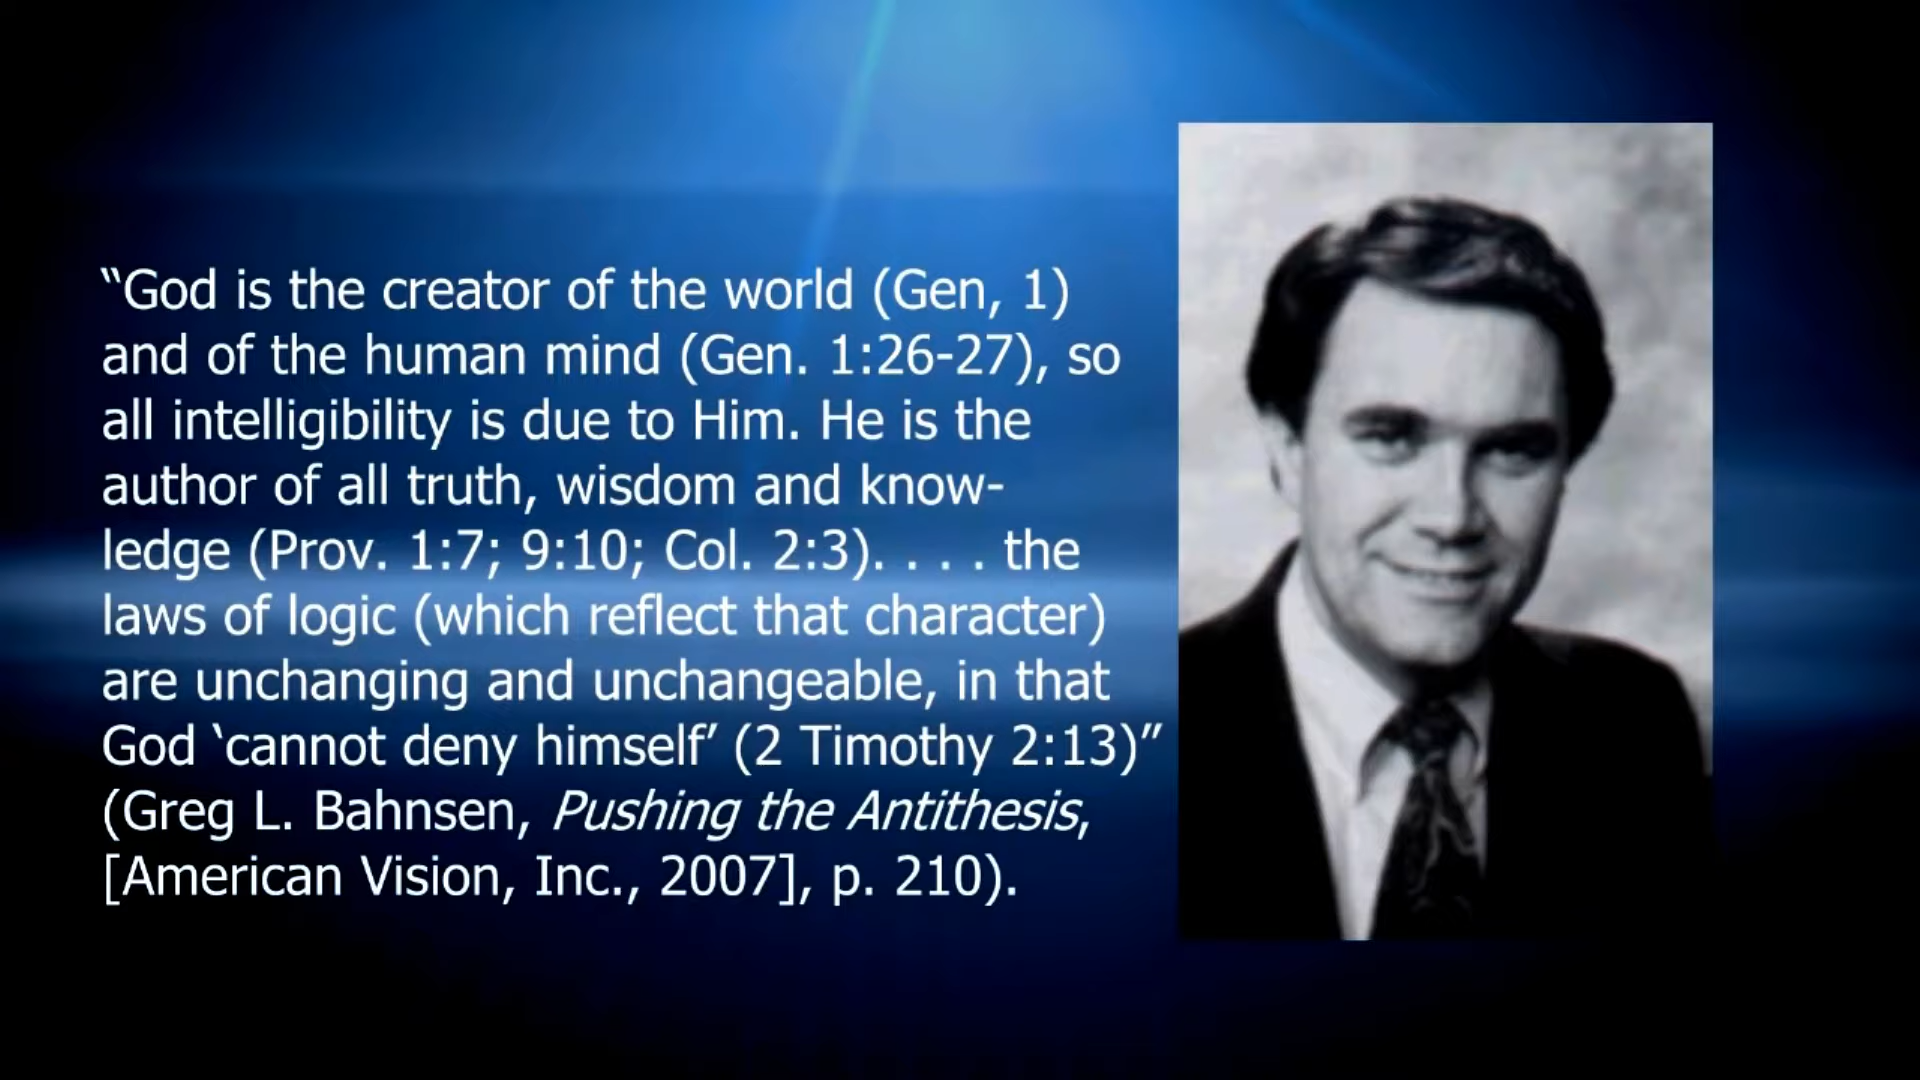 “God is the creator of the world (Gen, 1)
and of the human mind (Gen. 1:26-27), so
all intelligibility is due to Him. He is the
author of all truth, wisdom and know-
ledge (Prov. 1:7; 9:10; Col. 2:3). . . . the
laws of logic (which reflect that character)
are unchanging and unchangeable, in that
God ‘cannot deny himself’ (2 Timothy 2:13)”
(Greg L. Bahnsen, Pushing the Antithesis,
[American Vision, Inc., 2007], p. 210).